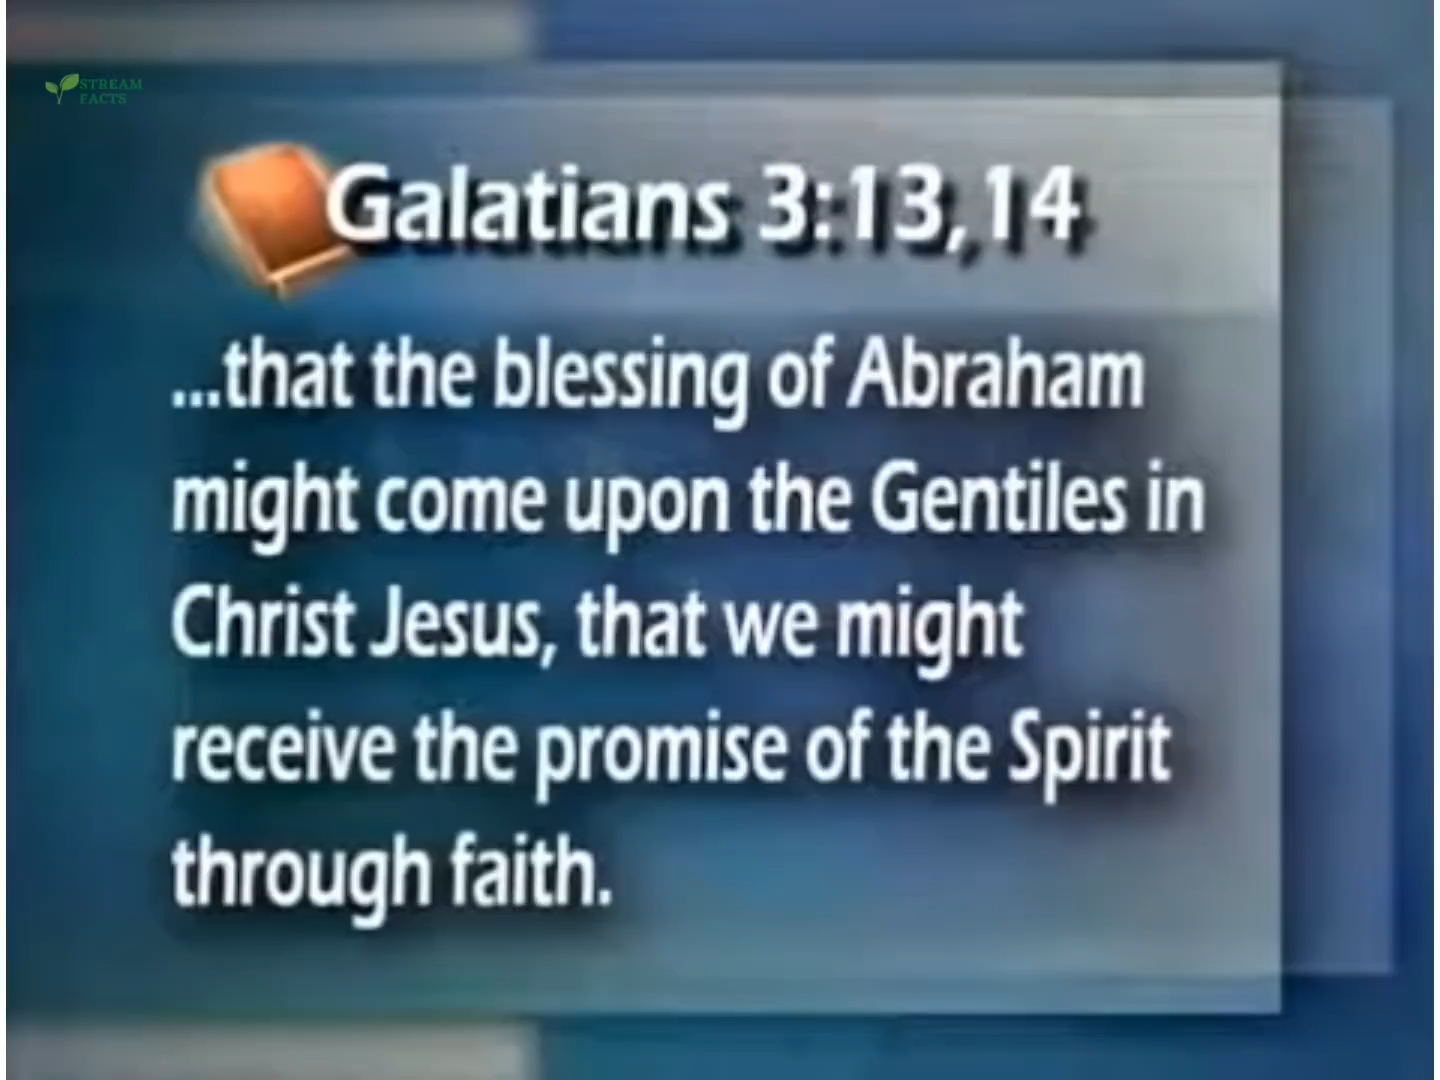 STREAM
FACTS
Galatians 3:13,14
...that the blessing of Abraham
might come upon the Gentiles in
Christ Jesus, that we might
receive the promise of the Spirit
through faith.